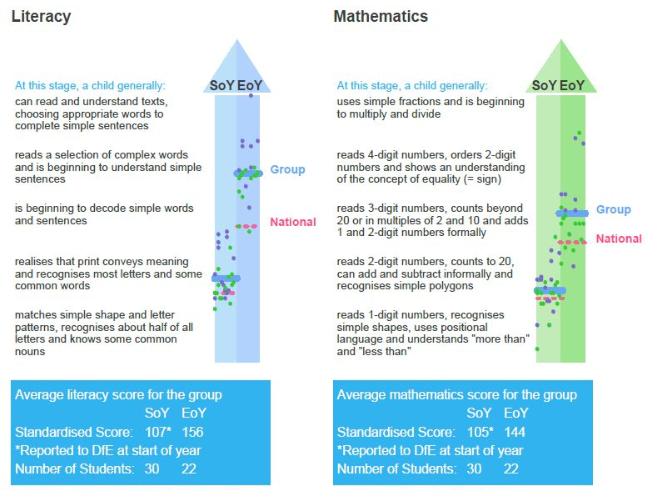 Literacy
At this stage, a child generally:
SoY EoY
can read and understand texts,
choosing appropriate words to
complete simple sentences
reads a selection of complex words
and is beginning to understand simple
sentences
Group
is beginning to decode simple words
and sentences
National
realises that print conveys meaning
and recognises most letters and some
common words
matches simple shape and letter
patterns, recognises about half of all
letters and knows some common
nouns
Average literacy score for the group
SoY EoY
Standardised Score: 107* 156
*Reported to DfE at start of year
Number of Students: 30 22
Mathematics
At this stage, a child generally:
SoY EoY
uses simple fractions and is beginning
to multiply and divide
reads 4-digit numbers, orders 2-digit
numbers and shows an understanding
of the concept of equality (= sign)
reads 3-digit numbers, counts beyond
20 or in multiples of 2 and 10 and adds
1 and 2-digit numbers formally
Group
National
reads 2-digit numbers, counts to 20,
can add and subtract informally and
recognises simple polygons
reads 1-digit numbers, recognises
simple shapes, uses positional
language and understands "more than"
and "less than"
Average mathematics score for the group
SoY EoY
Standardised Score: 105* 144
*Reported to DfE at start of year
Number of Students: 30 22